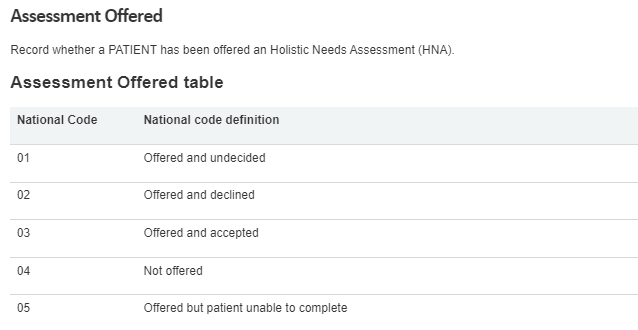 Assessment Offered
Record whether a PATIENT has been offered an Holistic Needs Assessment (HNA).
Assessment Offered table
National Code National code definition
01 Offered and undecided
02 Offered and declined
03 Offered and accepted
04 Not offered
05 Offered but patient unable to complete